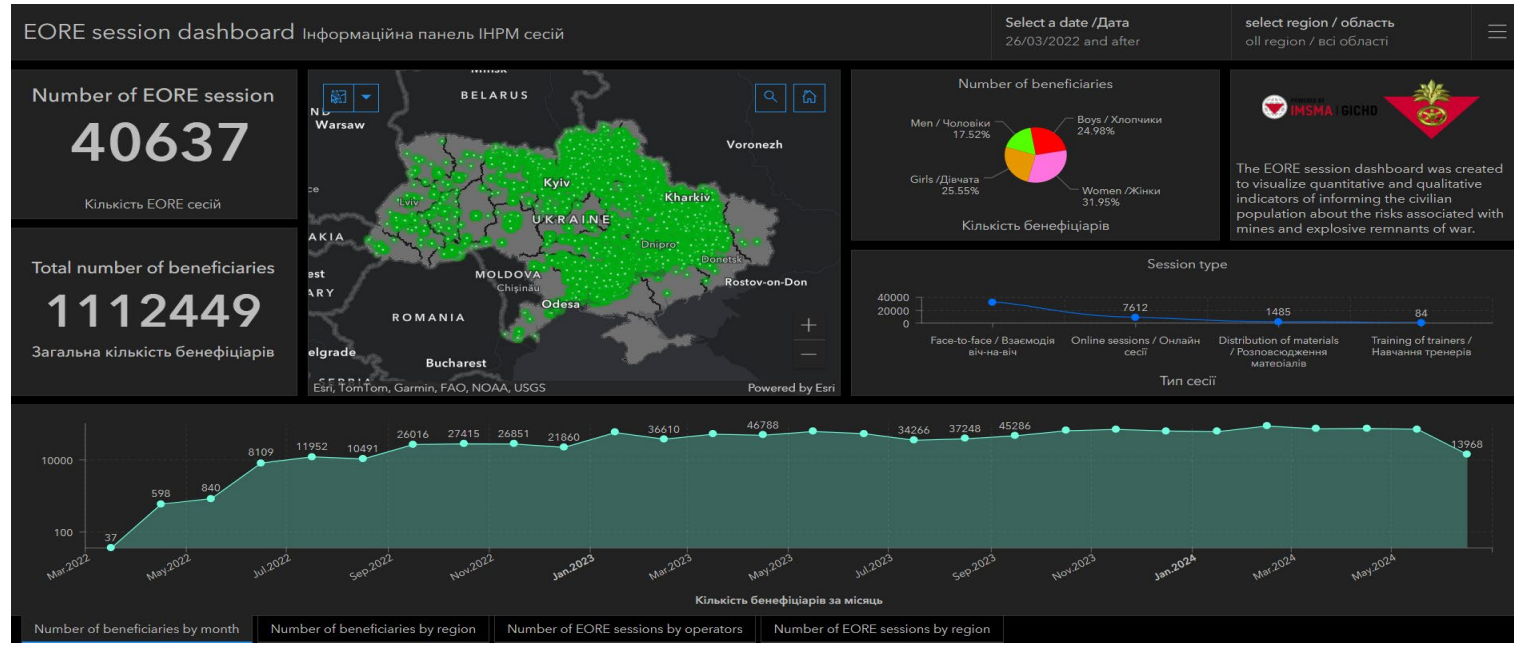 EORE session dashboard Інформаційна панель ІНРМ сесій
Select a date /Дата
26/03/2022 and after
select region / область
oll region / всі області
Number of EORE session
40637
Кількість EORE сесій
Total number of beneficiaries
1112449
Загальна кількість бенефіціарів
Minsk
BELARUS
Warsaw
Voronezh
Kyiv
Lviv
Kharkiv
UKRAINE
Dnipro
Donetsk
AKIA
est
MOLDOVA
Chișinău
Rostov-on-Don
ARY
Odesa
ROMANIA
elgrade
Bucharest
SERBIA
Esri, TomTom, Garmin, FAO, NOAA, USGS
Powered by Esri
Number of beneficiaries
Men / Чоловіки
17.52%
Boys / Хлопчики
24.98%
Girls /Дівчата
25.55%
Women /Жінки
31.95%
Кількість бенефіціарів
POWERED BY
IMSMA | GICHD
The EORE session dashboard was created
to visualize quantitative and qualitative
indicators of informing the civilian
population about the risks associated with
mines and explosive remnants of war.
Session type
40000
20000
0
7612
1485
84
Face-to-face / Взаємодія
віч-на-віч
Online sessions / Онлайн
сесії
Distribution of materials
/ Розповсюдження
матеріалів
Training of trainers /
Навчання тренерів
Тип сесії
10000
100
37
598
840
8109
11952
10491
26016
27415
26851
21860
36610
46788
34266
37248
45286
13968
Mar.2022
May.2022
Jul.2022
Sep.2022
Nov.2022
Jan.2023
Mar.2023
May.2023
Jul.2023
Sep.2023
Nov.2023
Jan.2024
Mar.2024
May.2024
Кількість бенефіціарів за місяць
Number of beneficiaries by month
Number of beneficiaries by region
Number of EORE sessions by operators
Number of EORE sessions by region